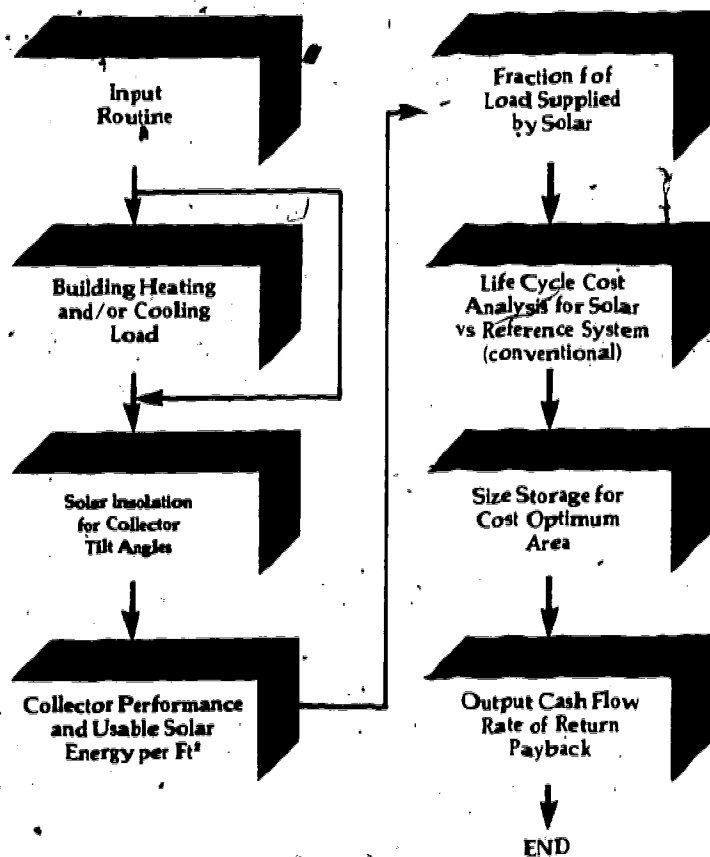 Input
Routine
Building Heating
and/or Cooling
Load
Solar Insolation
for Collector
Tilt Angles
Collector Performance
and Usable Solar
Energy per Ft²
Fraction f of
Load Supplied
by Solar
Life Cycle Cost
Analysis for Solar
vs Reference System
(conventional)
Size Storage for
Cost Optimum
Area
Output Cash Flow
Rate of Return
Payback
END